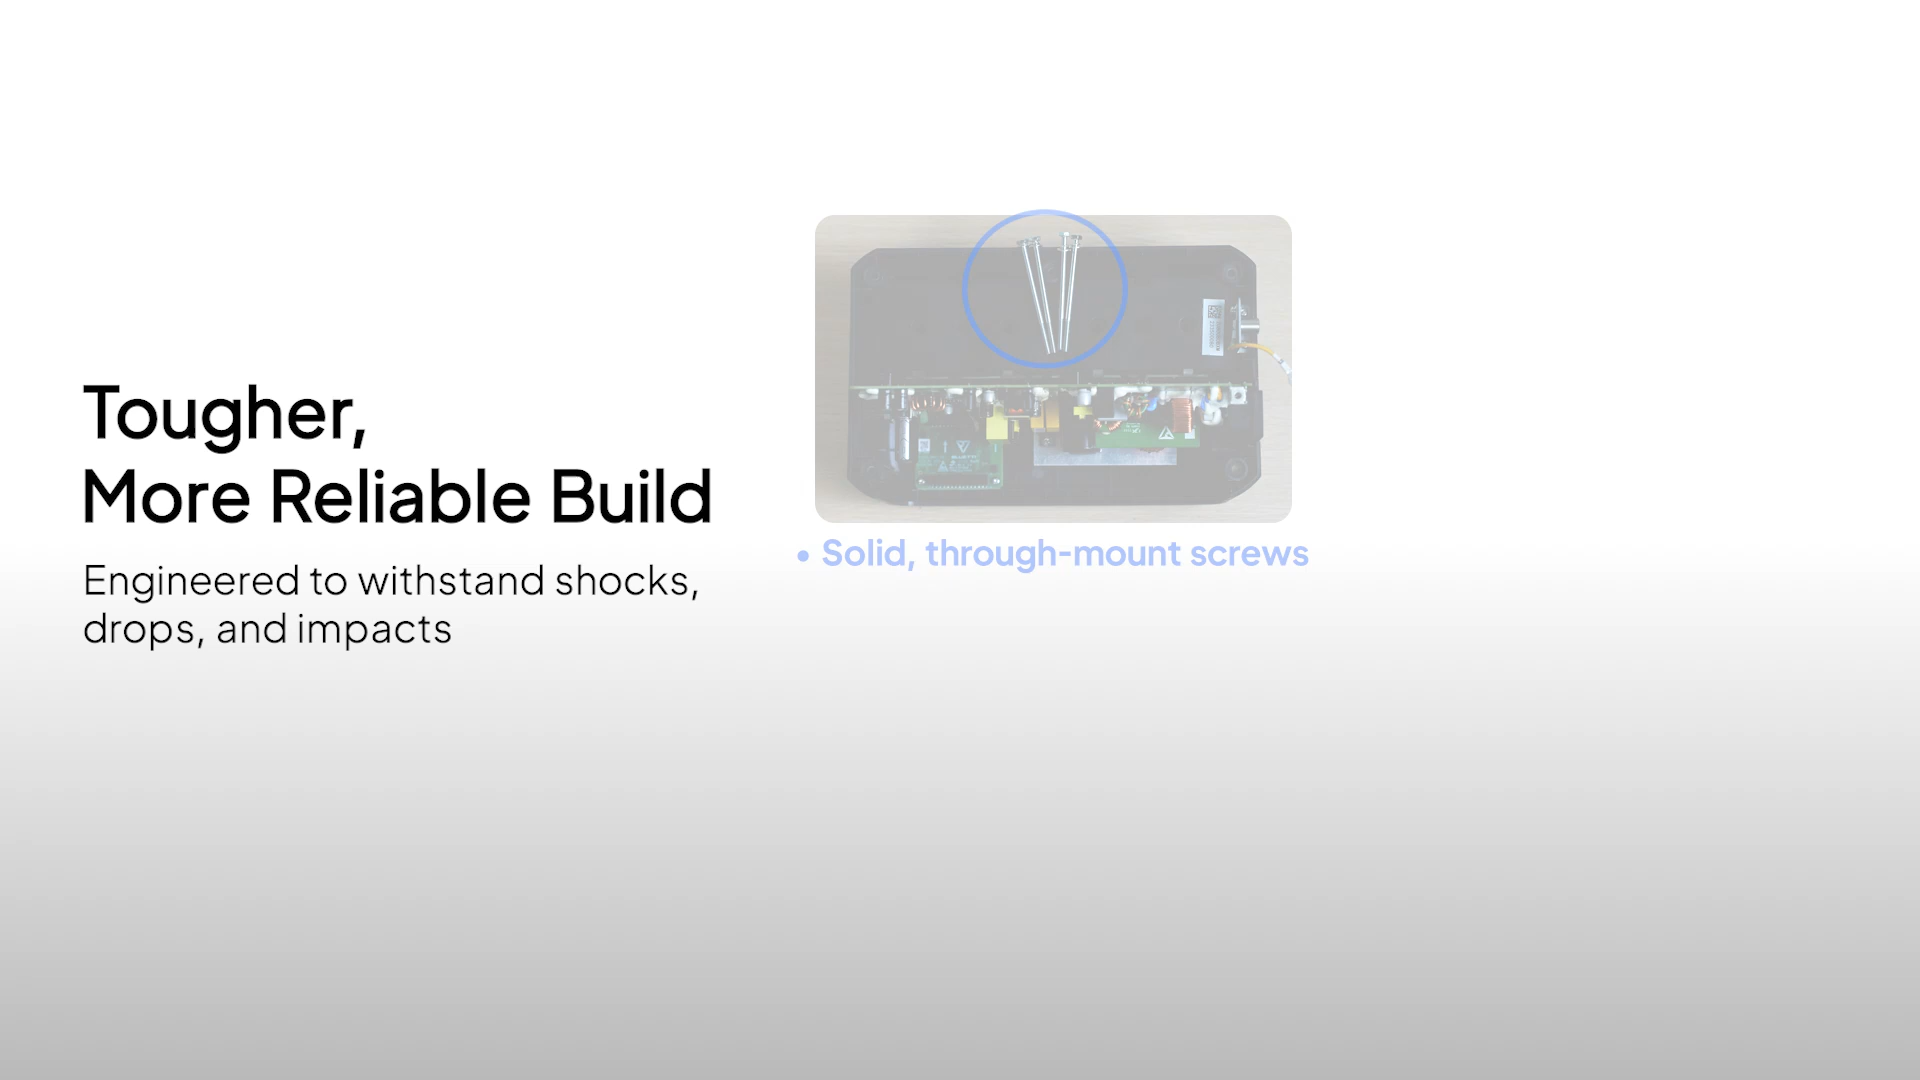 Tougher,
More Reliable Build
Engineered to withstand shocks,
drops, and impacts
• Solid, through-mount screws